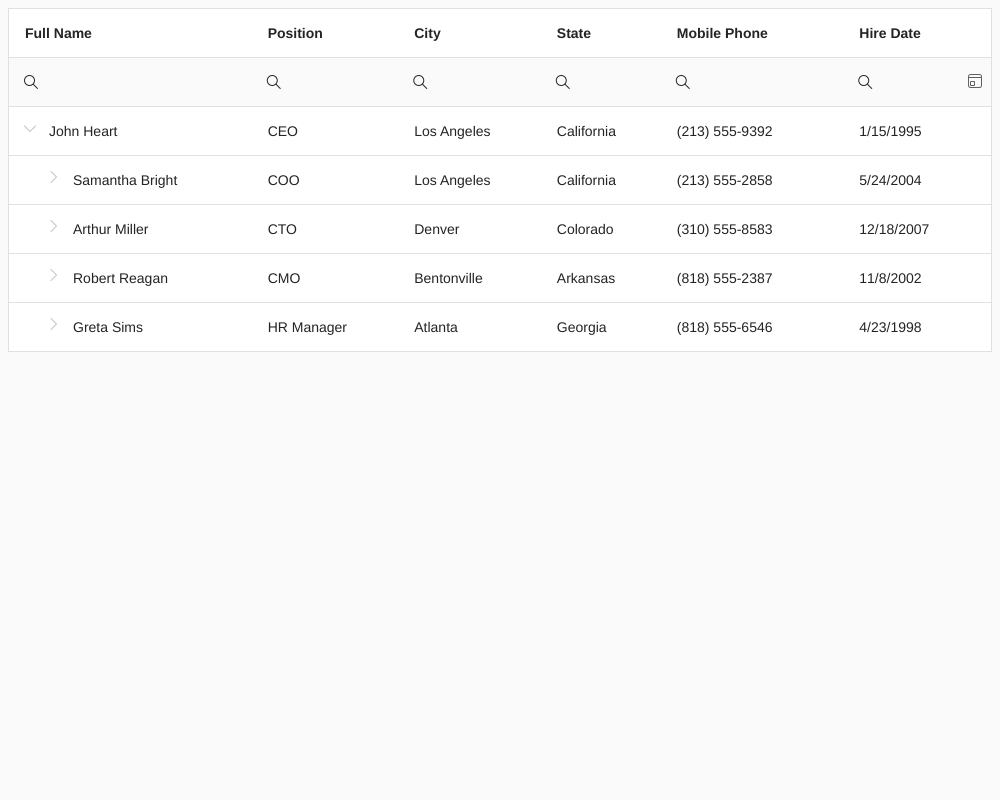 Full Name Position City State Mobile Phone Hire Date
John Heart CEO Los Angeles California (213) 555-9392 1/15/1995
Samantha Bright COO Los Angeles California (213) 555-2858 5/24/2004
Arthur Miller CTO Denver Colorado (310) 555-8583 12/18/2007
Robert Reagan CMO Bentonville Arkansas (818) 555-2387 11/8/2002
Greta Sims HR Manager Atlanta Georgia (818) 555-6546 4/23/1998